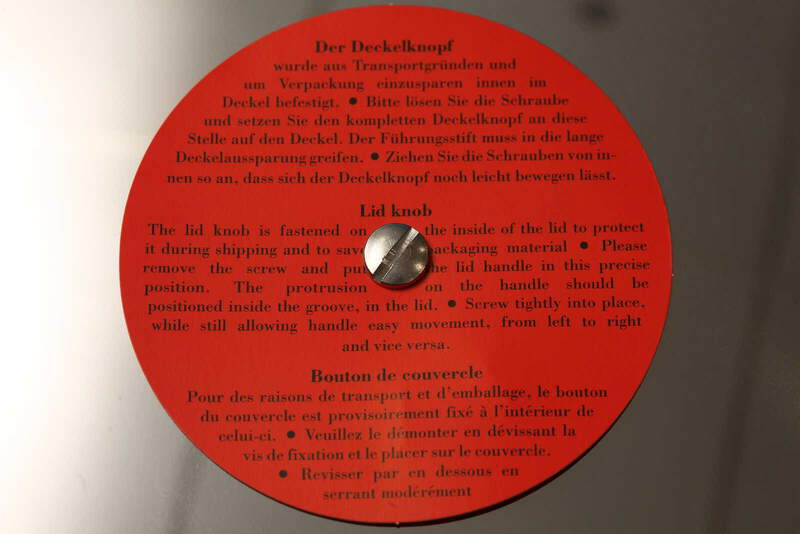 Der Deckelknopf
wurde aus Transportgründen und
um Verpackung einzusparen innen im
Deckel befestigt. ● Bitte lösen Sie die Schraube
und setzen Sie den kompletten Deckelknopf an diese
Stelle auf den Deckel. Der Führungsstift muss in die lange
Deckelaussparung greifen. ● Ziehen Sie die Schrauben von in-
nen so an, dass sich der Deckelknopf noch leicht bewegen lässt.
Lid knob
The lid knob is fastened on the inside of the lid to protect
it during shipping and to save packaging material ● Please
remove the screw and put the lid handle in this precise
position. The protrusion on the handle should be
positioned inside the groove, in the lid. ● Screw tightly into place,
while still allowing handle easy movement, from left to right
and vice versa.
Bouton de couvercle
Pour des raisons de transport et d'emballage, le bouton
du couvercle est provisoirement fixé à l'intérieur de
celui-ci. ● Veuillez le démonter en dévissant la
vis de fixation et le placer sur le couvercle.
● Revisser par en dessous en
serrant modérément